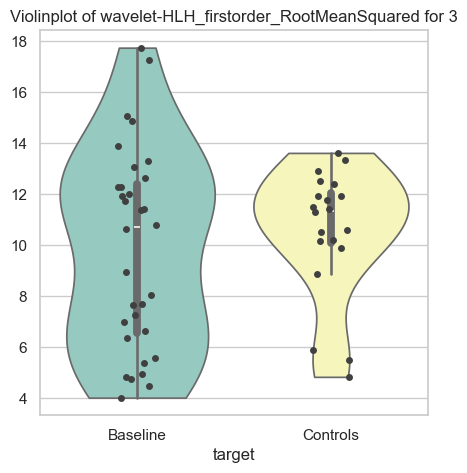 Violinplot of wavelet-HLH_firstorder_RootMeanSquared for 3
18
16
14
12
10
8
6
4
Baseline Controls
target